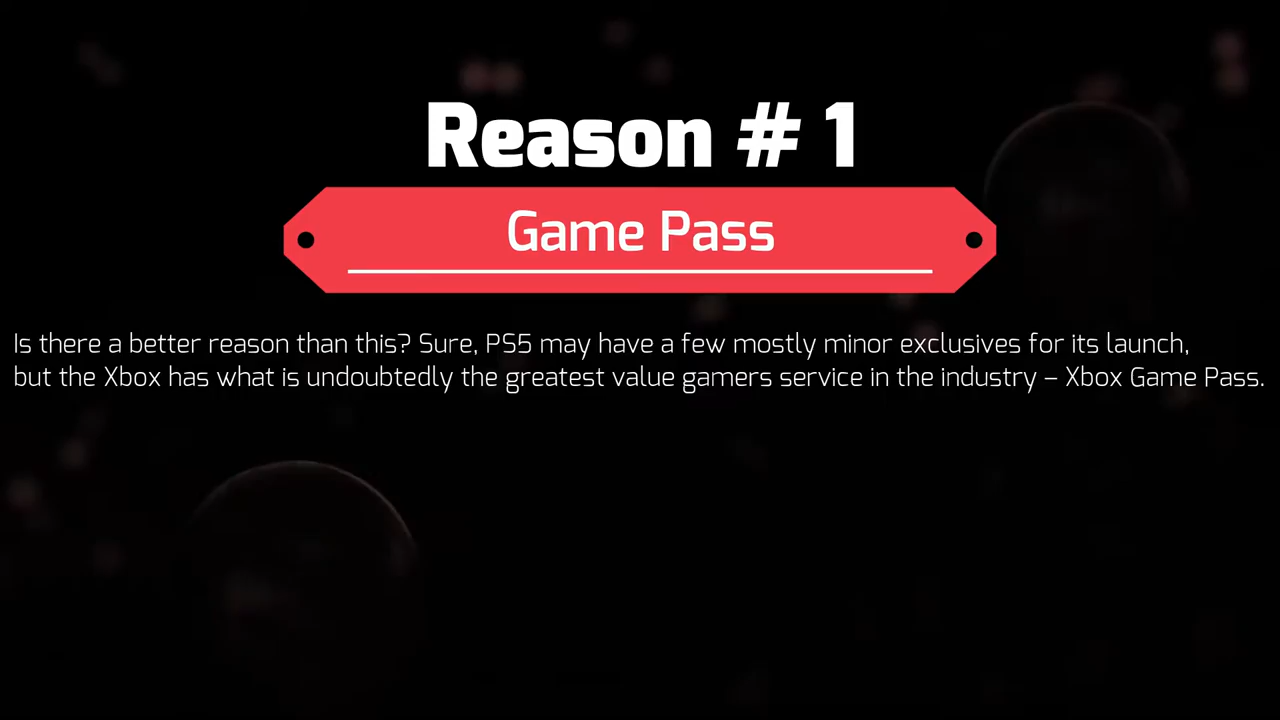 Reason # 1
Game Pass
Is there a better reason than this? Sure, PS5 may have a few mostly minor exclusives for its launch,
but the Xbox has what is undoubtedly the greatest value gamers service in the industry – Xbox Game Pass.